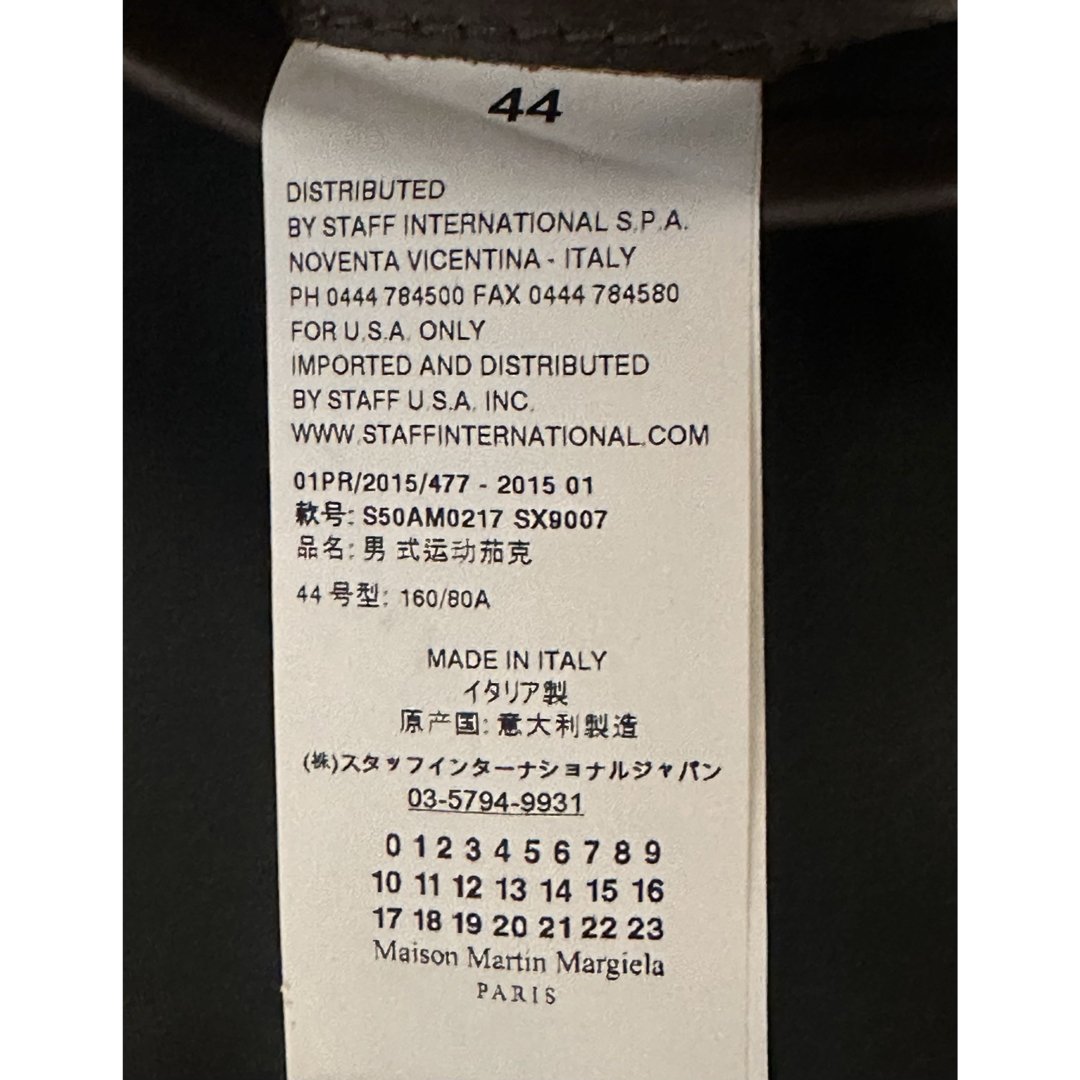 44
DISTRIBUTED
BY STAFF INTERNATIONAL S.P.A.
NOVENTA VICENTINA - ITALY
PH 0444 784500 FAX 0444 784580
FOR U.S.A. ONLY
IMPORTED AND DISTRIBUTED
BY STAFF U.S.A. INC.
WWW.STAFFINTERNATIONAL.COM
01PR/2015/477 - 2015 01
款号: S50AM0217 SX9007
品名: 男式运动茄克
44 号型: 160/80A
MADE IN ITALY
イタリア製
原产国: 意大利製造
(株)スタッフインターナショナルジャパン
03-5794-9931
0 1 2 3 4 5 6 7 8 9
10 11 12 13 14 15 16
17 18 19 20 21 22 23
Maison Martin Margiela
PARIS